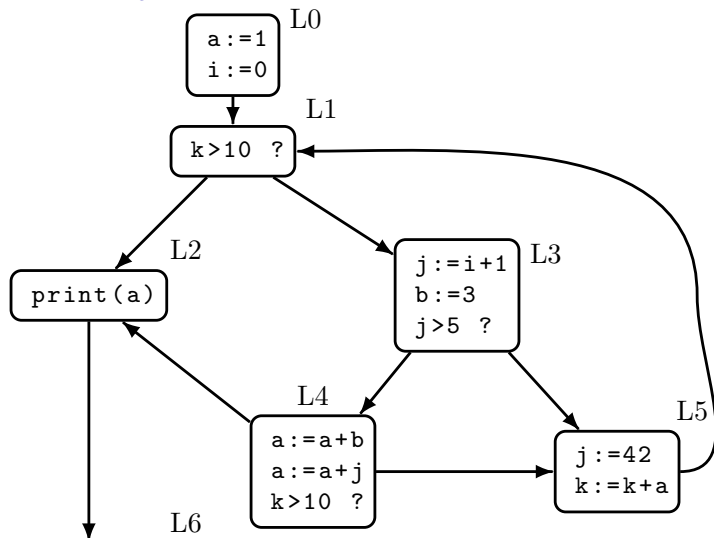 L0
a:=1
i:=0
L1
k>10 ?
L2
print(a)
L3
j:=i+1
b:=3
j>5 ?
L4
a:=a+b
a:=a+j
k>10 ?
L5
j:=42
k:=k+a
L6